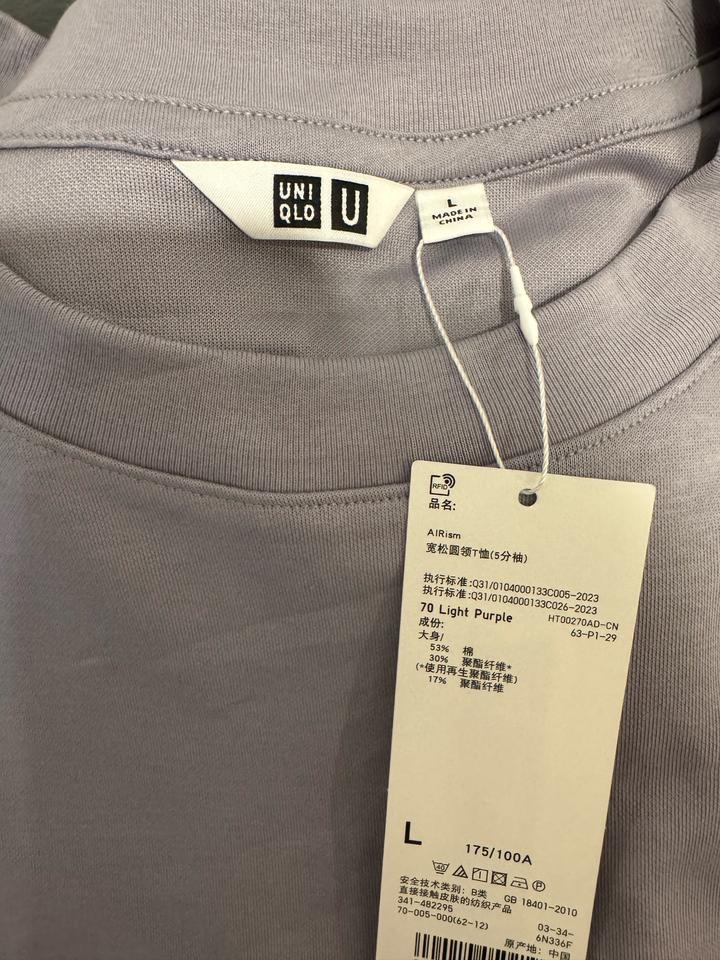 UNI
QLO
U
L
MADE IN
CHINA
RFID
品名:
AIRism
宽松圆领T恤(5分袖)
执行标准:Q31/0104000133C005-2023
执行标准:Q31/0104000133C026-2023
70 Light Purple HT00270AD-CN
成份: 63-P1-29
大身/
53% 棉
30% 聚酯纤维*
(*使用再生聚酯纤维)
17% 聚酯纤维
L 175/100A
40
安全技术类别: B类 GB 18401-2010
直接接触皮肤的纺织产品
341-482295 03-34-
70-005-000(62-12) 6N336F
原产地: 中国